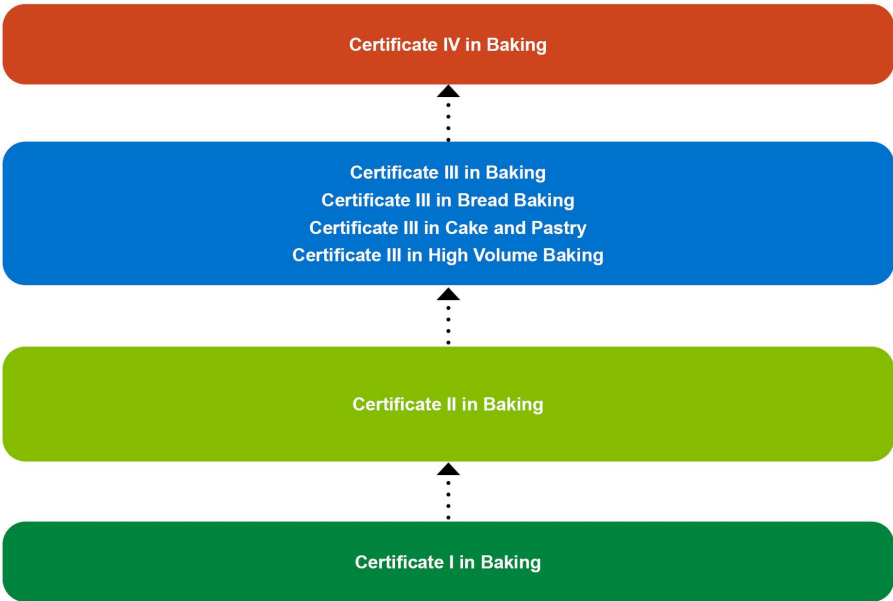 Certificate IV in Baking
Certificate III in Baking
Certificate III in Bread Baking
Certificate III in Cake and Pastry
Certificate III in High Volume Baking
Certificate II in Baking
Certificate I in Baking